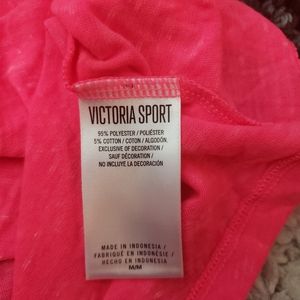 VICTORIA SPORT
95% POLYESTER / POLIÉSTER
5% COTTON / COTON / ALGODÓN
EXCLUSIVE OF DECORATION /
SAUF DÉCORATION /
NO INCLUYE LA DECORACIÓN
MADE IN INDONESIA /
FABRIQUÉ EN INDONÉSIE /
HECHO EN INDONESIA
M/M